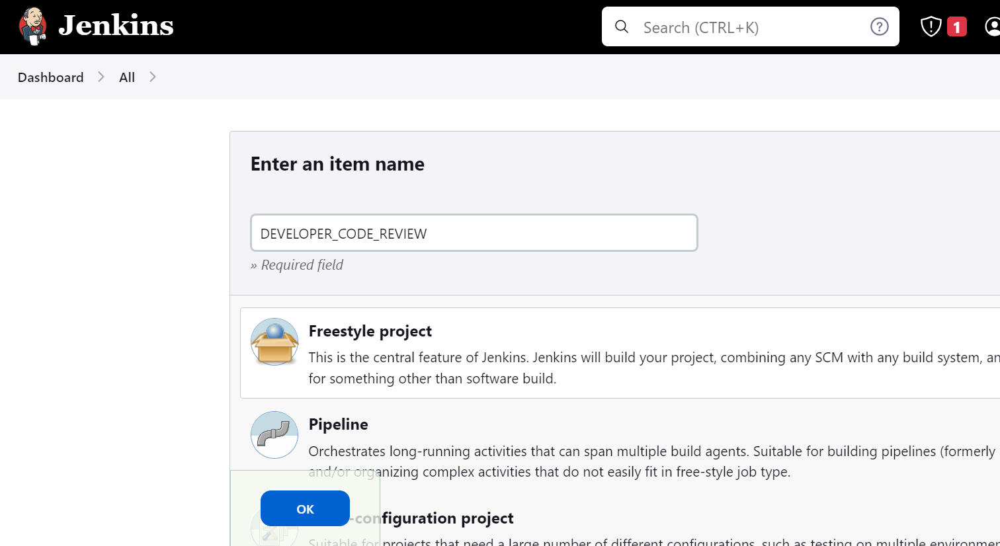 Jenkins
Search (CTRL+K)
1
Dashboard
All
Enter an item name
DEVELOPER_CODE_REVIEW
» Required field
Freestyle project
This is the central feature of Jenkins. Jenkins will build your project, combining any SCM with any build system, an
for something other than software build.
Pipeline
Orchestrates long-running activities that can span multiple build agents. Suitable for building pipelines (formerly
and/or organizing complex activities that do not easily fit in free-style job type.
OK
-configuration project
Suitable for projects that need a large number of different configurations, such as testing on multiple environmen